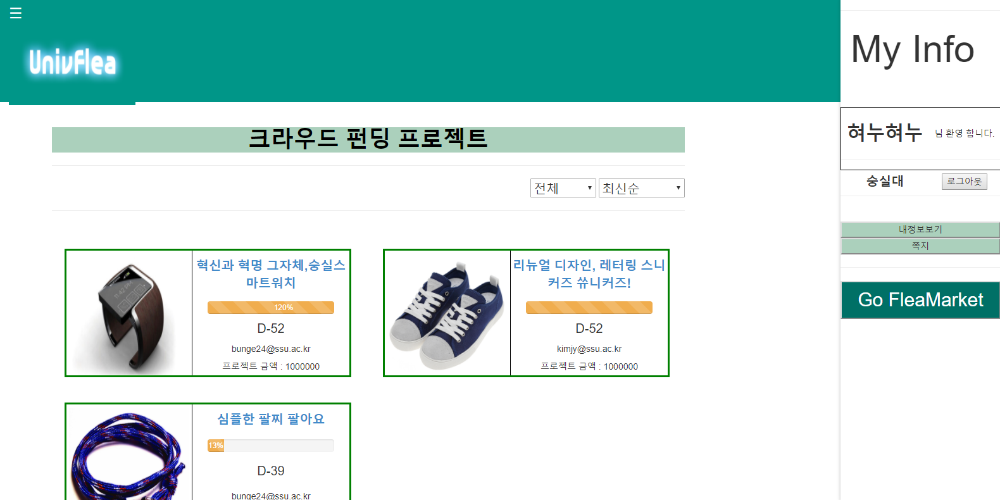 ☰
UnivFlea
크라우드 펀딩 프로젝트
전체 최신순
혁신과 혁명 그자체,숭실스
마트워치
120%
D-52
bunge24@ssu.ac.kr
프로젝트 금액 : 1000000
리뉴얼 디자인, 레터링 스니
커즈 쓔니커즈!
D-52
kimjy@ssu.ac.kr
프로젝트 금액 : 1000000
심플한 팔찌 팔아요
13%
D-39
bunge24@ssu.ac.kr
My Info
혀누혀누 님 환영 합니다.
숭실대 로그아웃
내정보보기
쪽지
Go FleaMarket